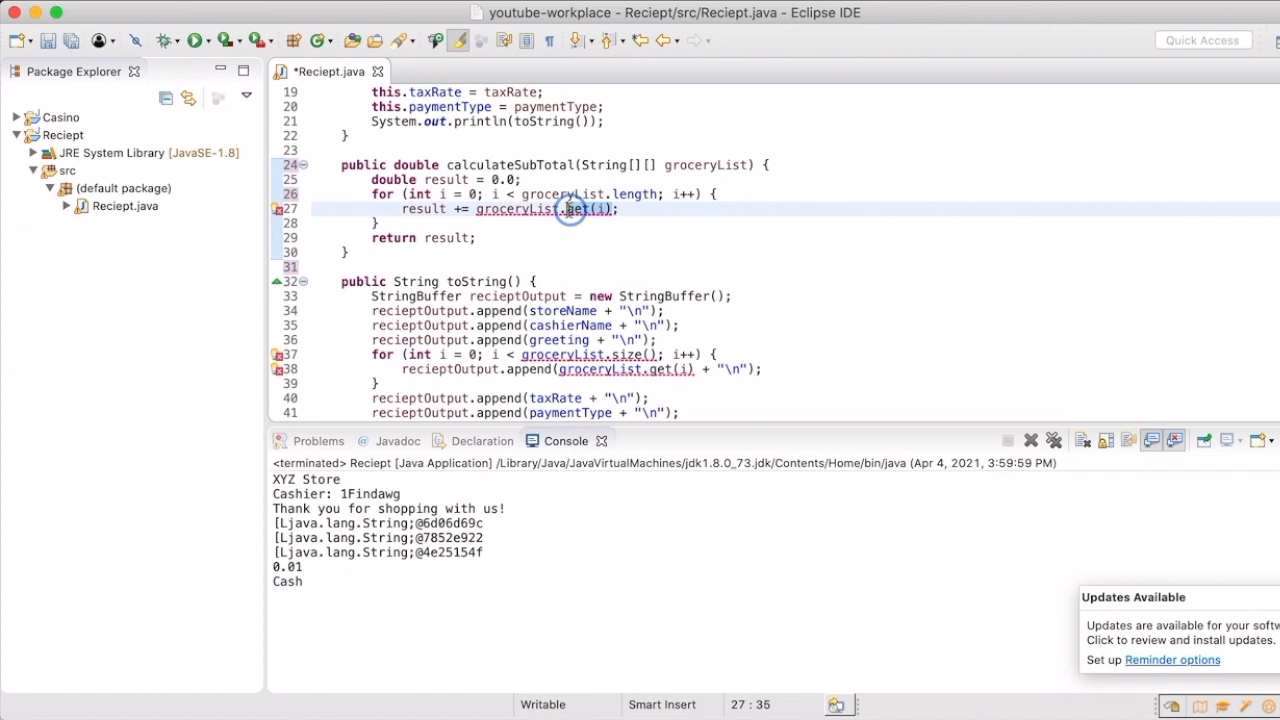 youtube-workplace - Reciept/src/Reciept.java - Eclipse IDE
Quick Access
Package Explorer
*Reciept.java
Casino
Reciept
JRE System Library [JavaSE-1.8]
src
(default package)
Reciept.java
19 this.taxRate = taxRate;
20 this.paymentType = paymentType;
21 System.out.println(toString());
22 }
23
24 public double calculateSubTotal(String[][] groceryList) {
25 double result = 0.0;
26 for (int i = 0; i < groceryList.length; i++) {
27 result += groceryList.get(i);
28 }
29 return result;
30 }
31
32 public String toString() {
33 StringBuffer recieptOutput = new StringBuffer();
34 recieptOutput.append(storeName + "\n");
35 recieptOutput.append(cashierName + "\n");
36 recieptOutput.append(greeting + "\n");
37 for (int i = 0; i < groceryList.size(); i++) {
38 recieptOutput.append(groceryList.get(i) + "\n");
39 }
40 recieptOutput.append(taxRate + "\n");
41 recieptOutput.append(paymentType + "\n");
Problems @ Javadoc Declaration Console
<terminated> Reciept [Java Application] /Library/Java/JavaVirtualMachines/jdk1.8.0_73.jdk/Contents/Home/bin/java (Apr 4, 2021, 3:59:59 PM)
XYZ Store
Cashier: 1Findawg
Thank you for shopping with us!
[Ljava.lang.String;@6d06d69c
[Ljava.lang.String;@7852e922
[Ljava.lang.String;@4e25154f
0.01
Cash
Updates Available
Updates are available for your softw
Click to review and install updates.
Set up Reminder options
Writable
Smart Insert
27 : 35